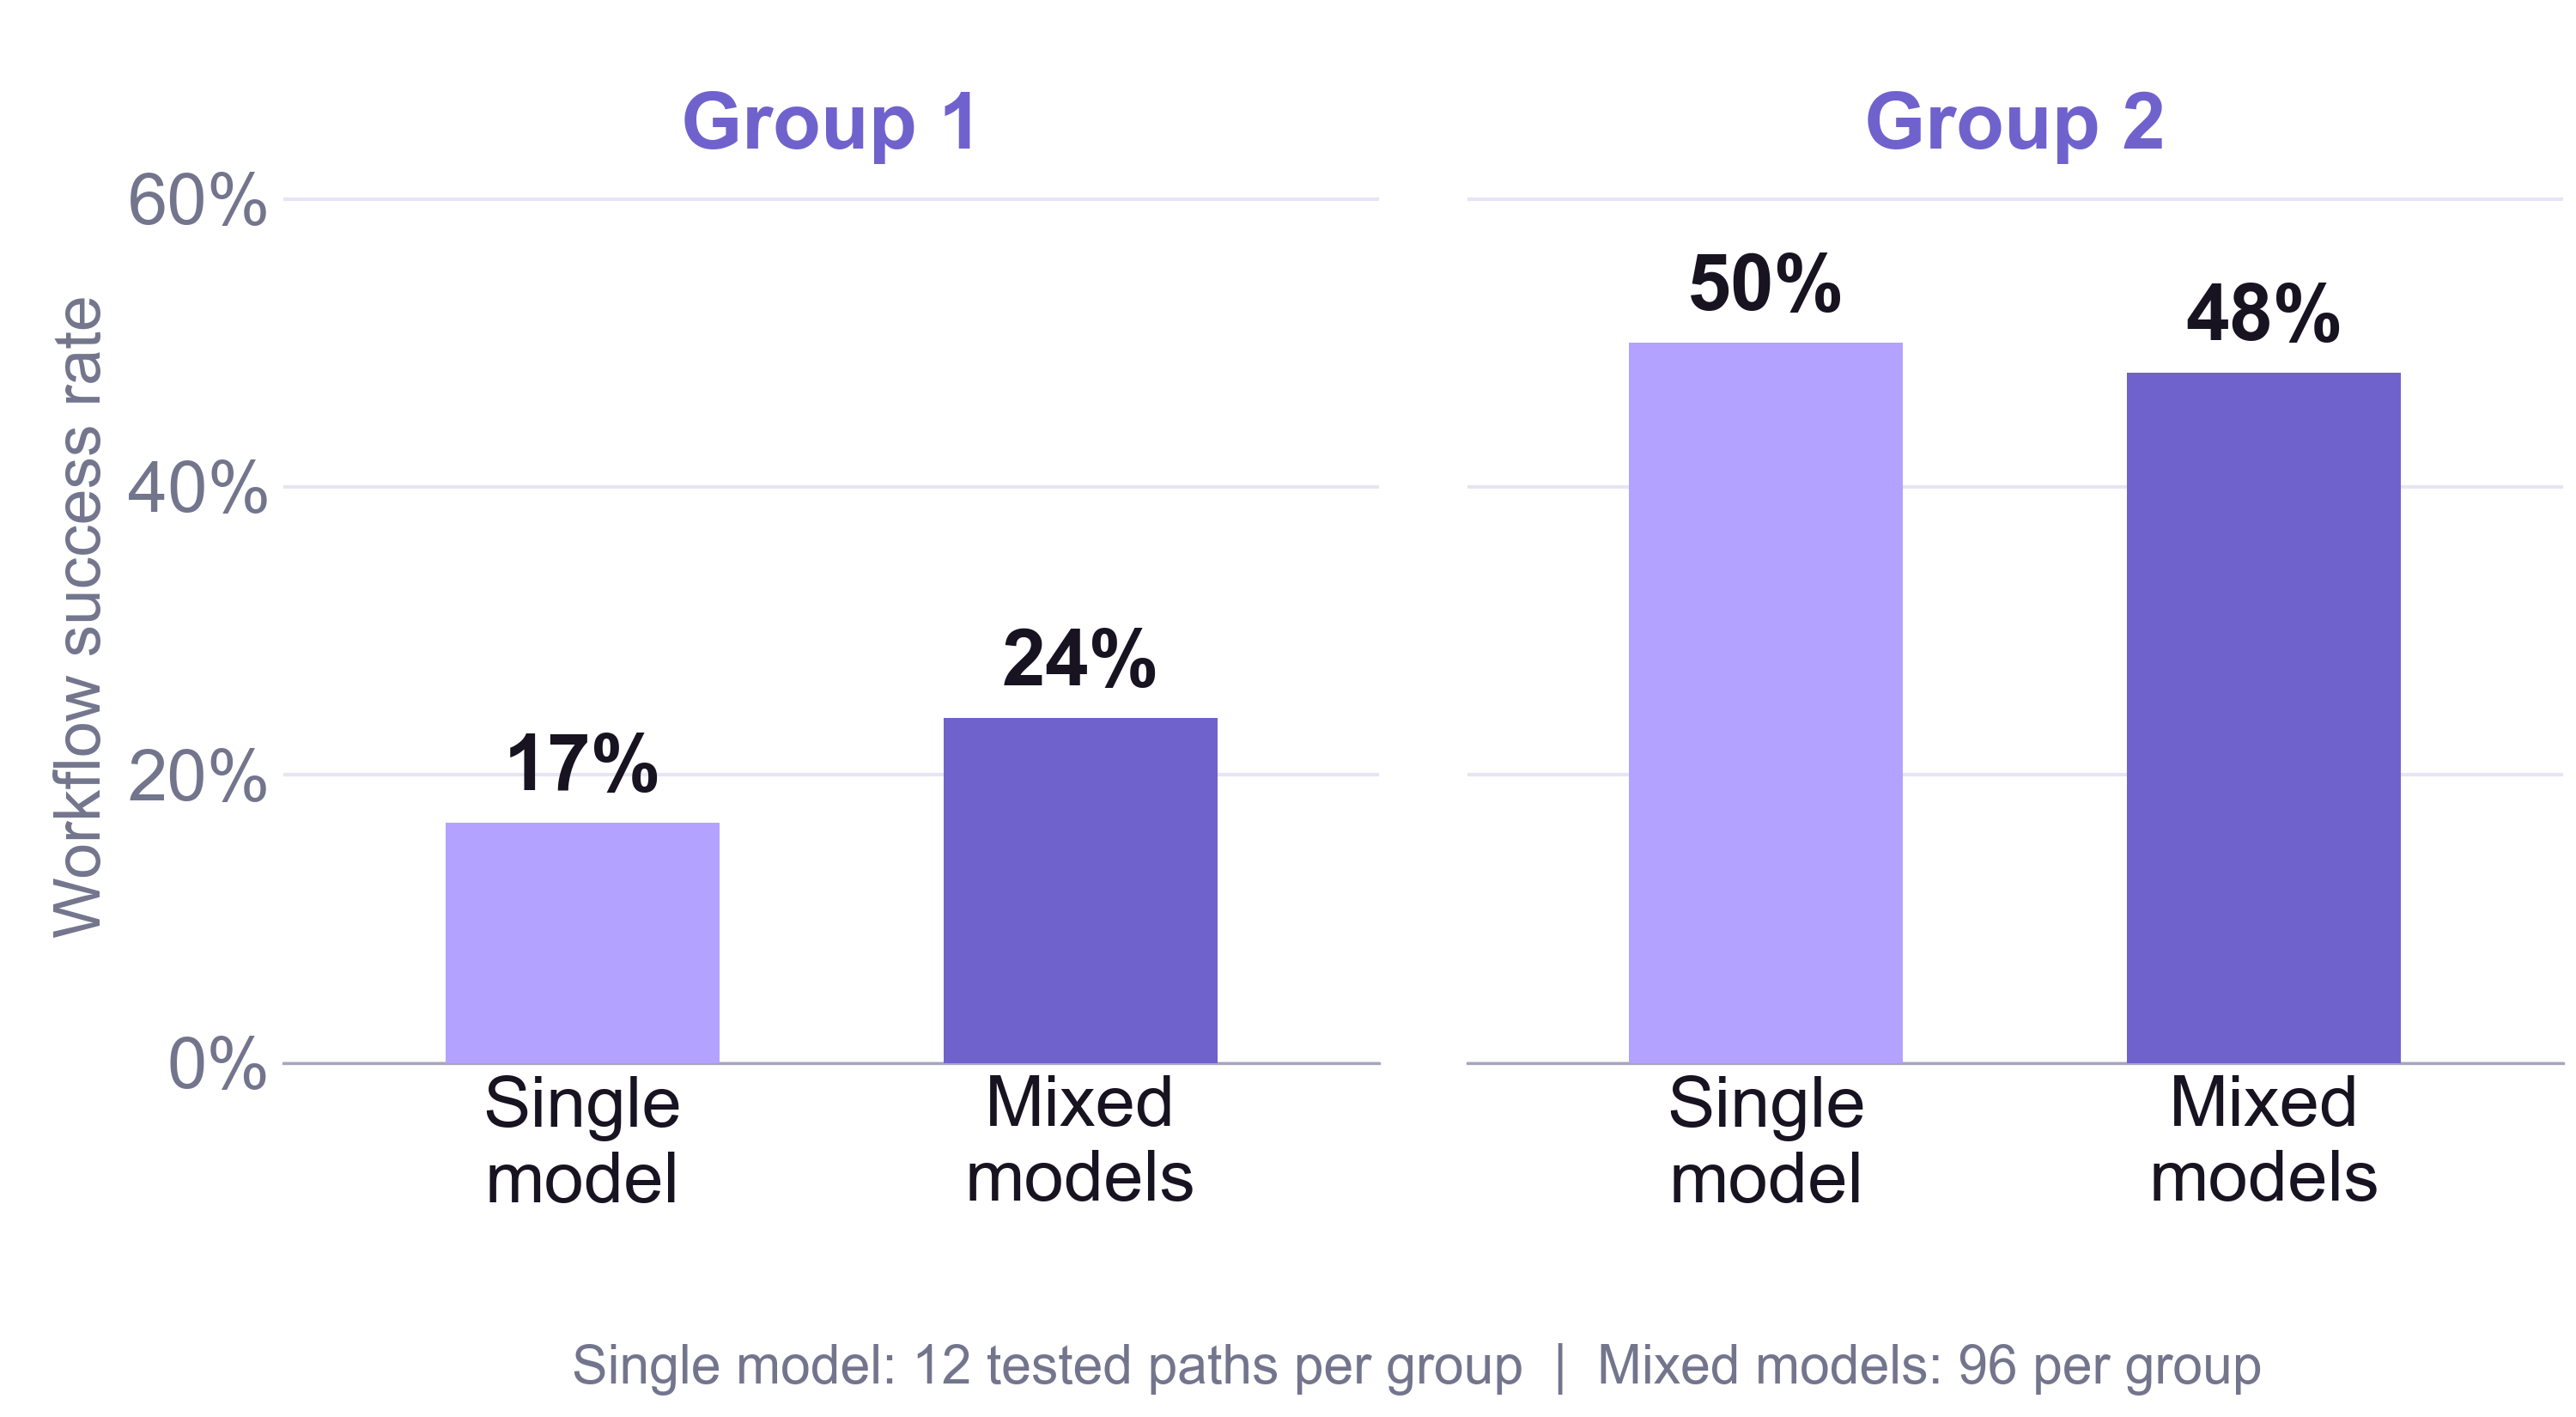 Group 1
Group 2
60%
40%
20%
0%
Workflow success rate
17%
24%
50%
48%
Single
model
Mixed
models
Single
model
Mixed
models
Single model: 12 tested paths per group | Mixed models: 96 per group